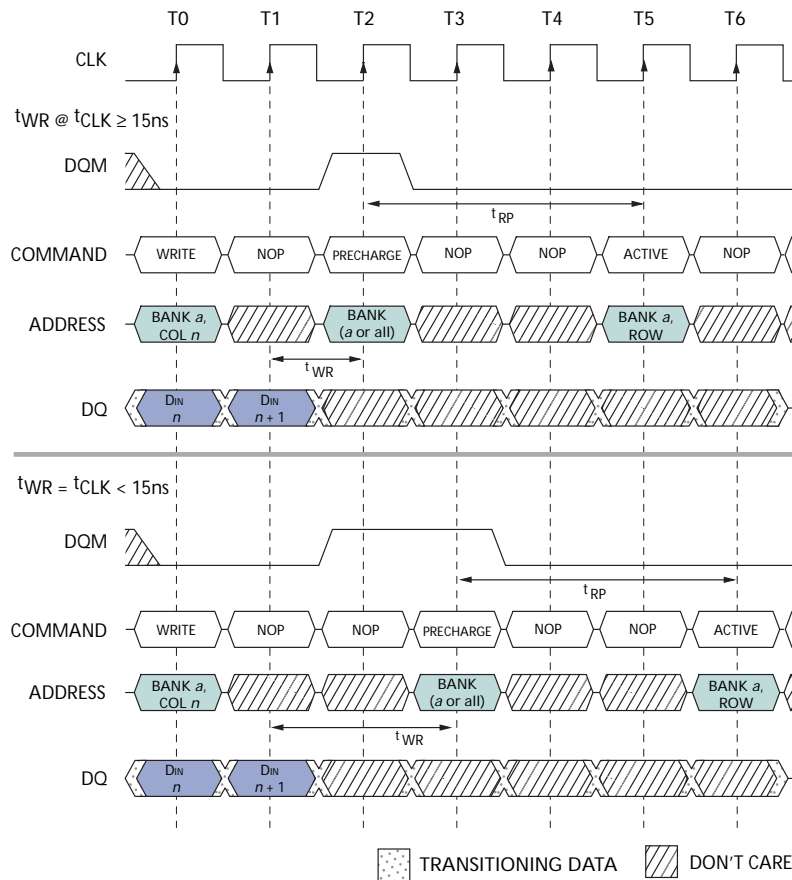 T0 T1 T2 T3 T4 T5 T6
CLK
tWR @ tCLK ≥ 15ns
DQM
tRP
COMMAND WRITE NOP PRECHARGE NOP NOP ACTIVE NOP
ADDRESS BANK a, COL n BANK (a or all) BANK a, ROW
tWR
DQ DIN n DIN n + 1
tWR = tCLK < 15ns
DQM
tRP
COMMAND WRITE NOP NOP PRECHARGE NOP NOP ACTIVE
ADDRESS BANK a, COL n BANK (a or all) BANK a, ROW
tWR
DQ DIN n DIN n + 1
TRANSITIONING DATA DON'T CARE